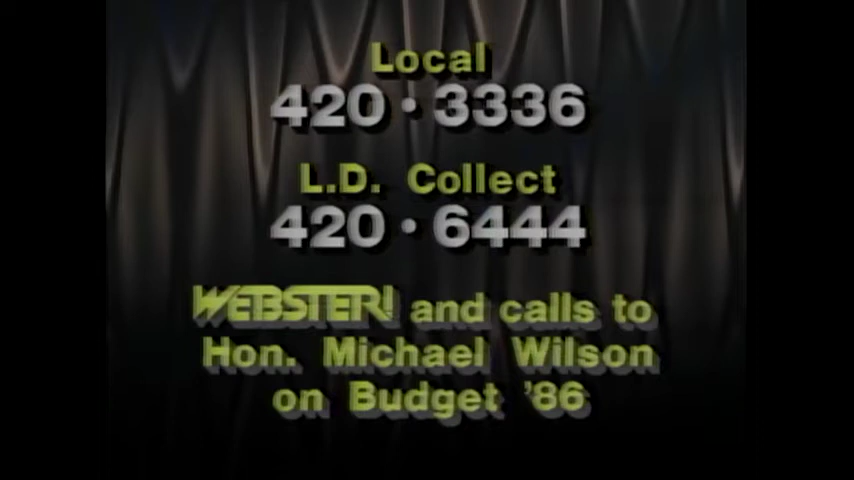 Local
420·3336
L.D. Collect
420·6444
WEBSTER! and calls to
Hon. Michael Wilson
on Budget '86